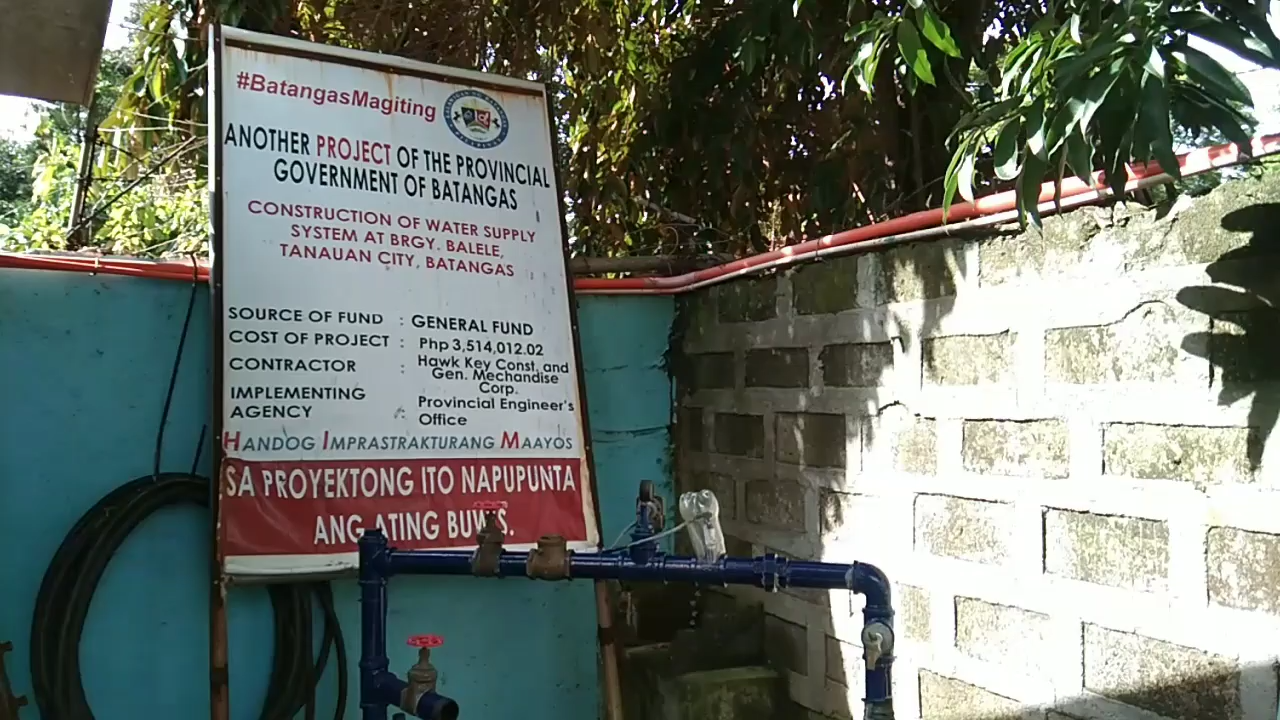 #BatangasMagiting
ANOTHER PROJECT OF THE PROVINCIAL
GOVERNMENT OF BATANGAS
CONSTRUCTION OF WATER SUPPLY
SYSTEM AT BRGY. BALELE,
TANAUAN CITY, BATANGAS
SOURCE OF FUND : GENERAL FUND
COST OF PROJECT : Php 3,514,012.02
CONTRACTOR : Hawk Key Const. and
Gen. Mechandise
Corp.
IMPLEMENTING : Provincial Engineer's
AGENCY Office
HANDOG IMPRASTRAKTURANG MAAYOS
SA PROYEKTONG ITO NAPUPUNTA
ANG ATING BUWIS.